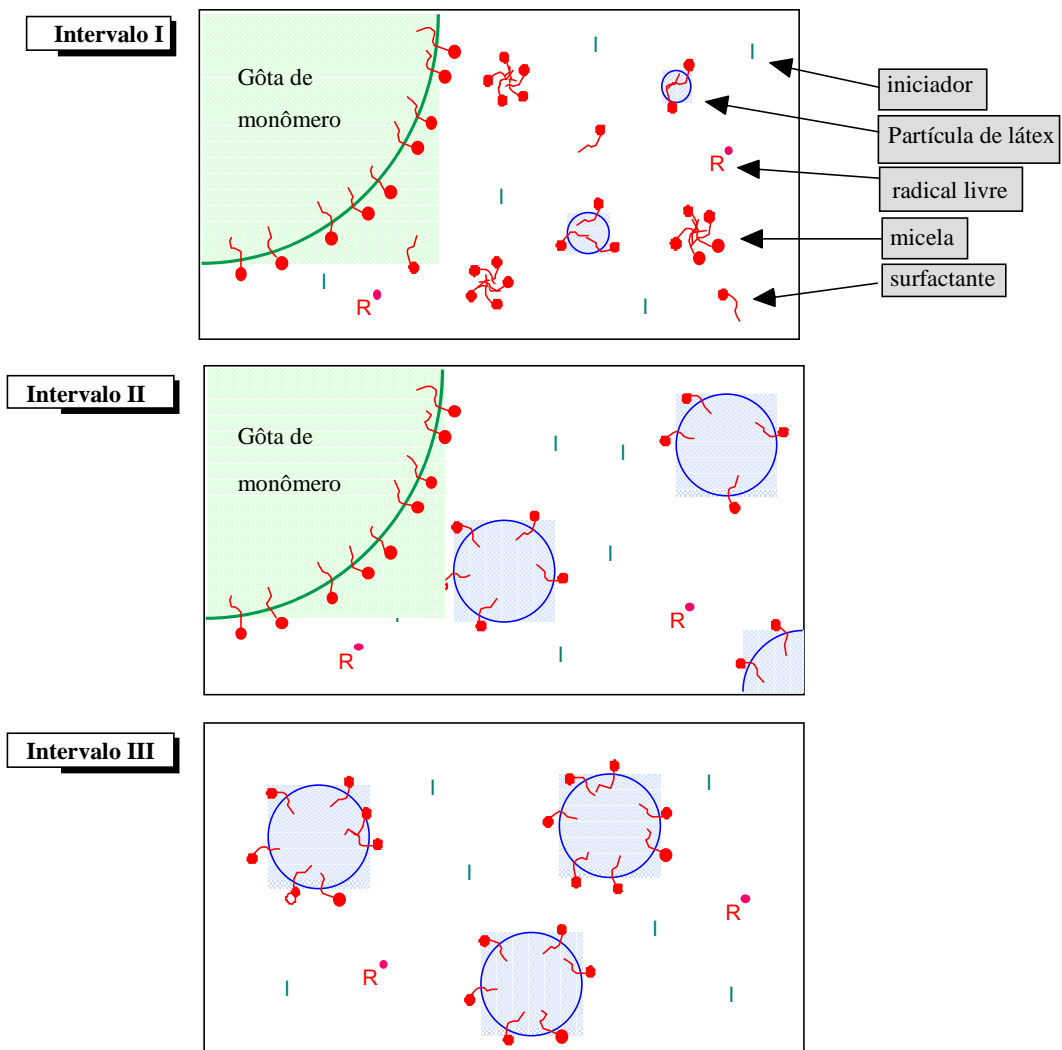 Intervalo I
Gôta de
monômero
I
I
iniciador
Partícula de látex
R
radical livre
I
micela
surfactante
I
R
I
Intervalo II
Gôta de
monômero
I
I
I
R
R
I
Intervalo III
I
I
I
R
I
R
I
I